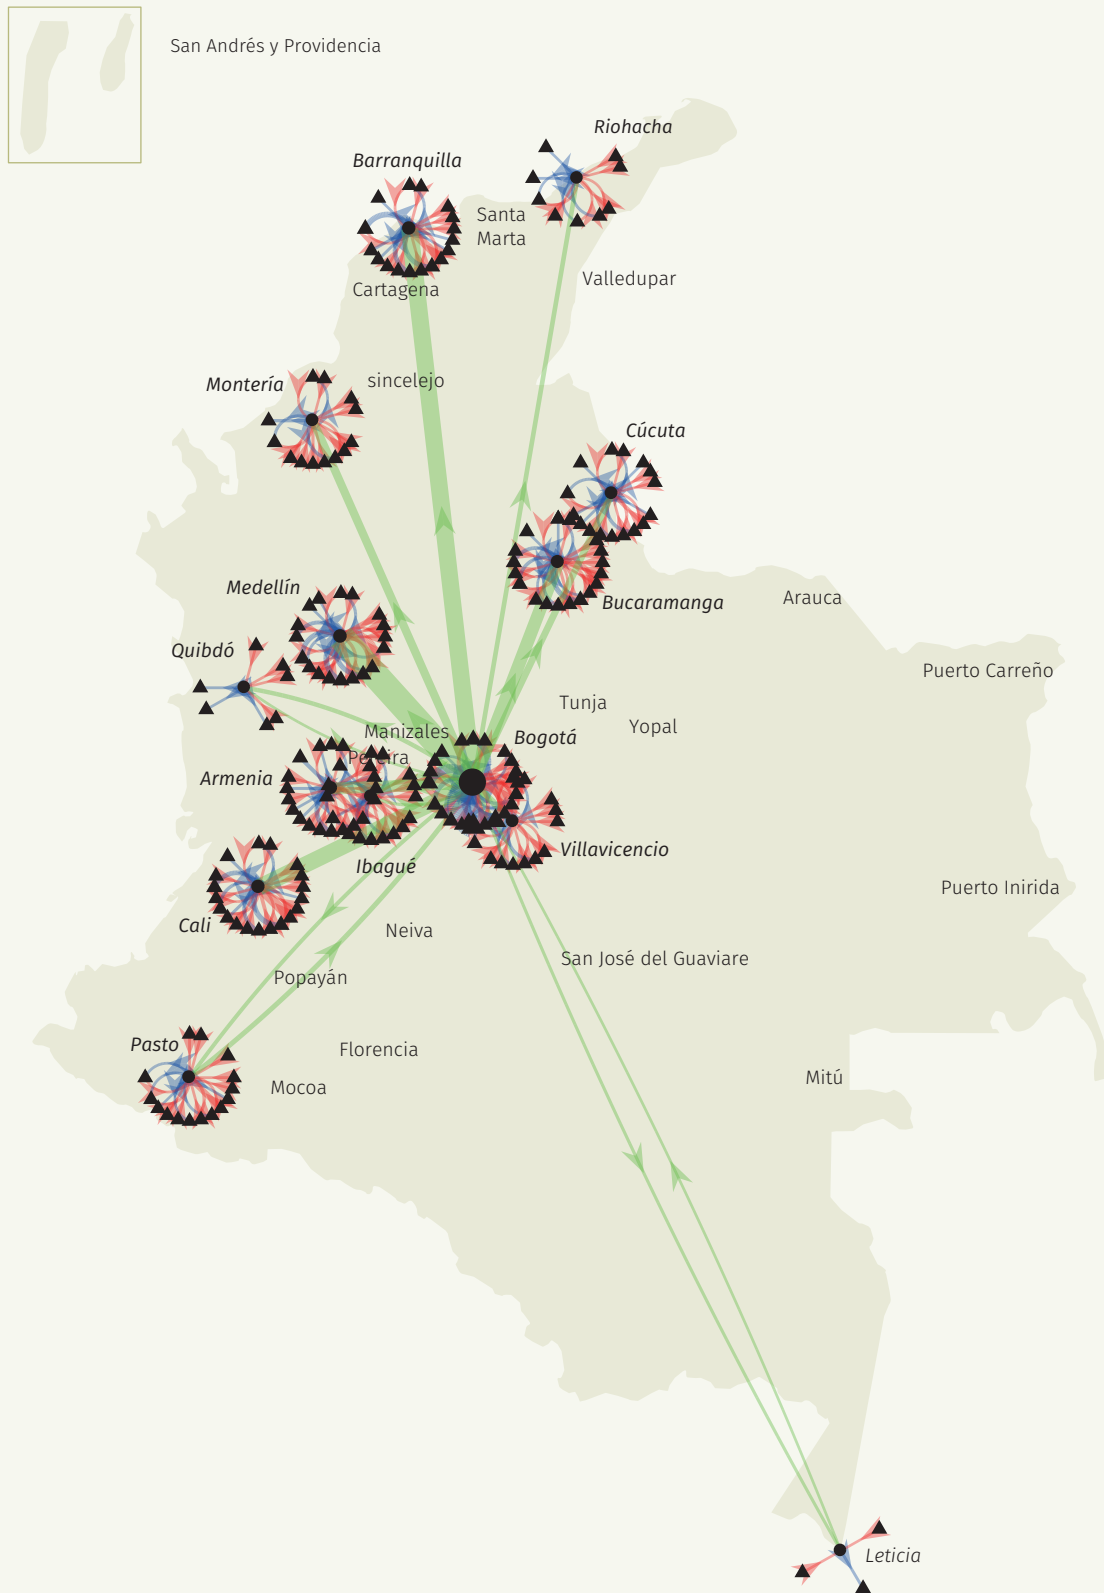 San Andrés y Providencia
Riohacha
Barranquilla
Santa
Marta
Valledupar
Cartagena
Montería
sincelejo
Cúcuta
Medellín
Bucaramanga
Arauca
Quibdó
Puerto Carreño
Tunja
Yopal
Manizales
Bogotá
Pereira
Armenia
Villavicencio
Ibagué
Puerto Inirida
Cali
Neiva
San José del Guaviare
Popayán
Pasto
Florencia
Mitú
Mocoa
Leticia